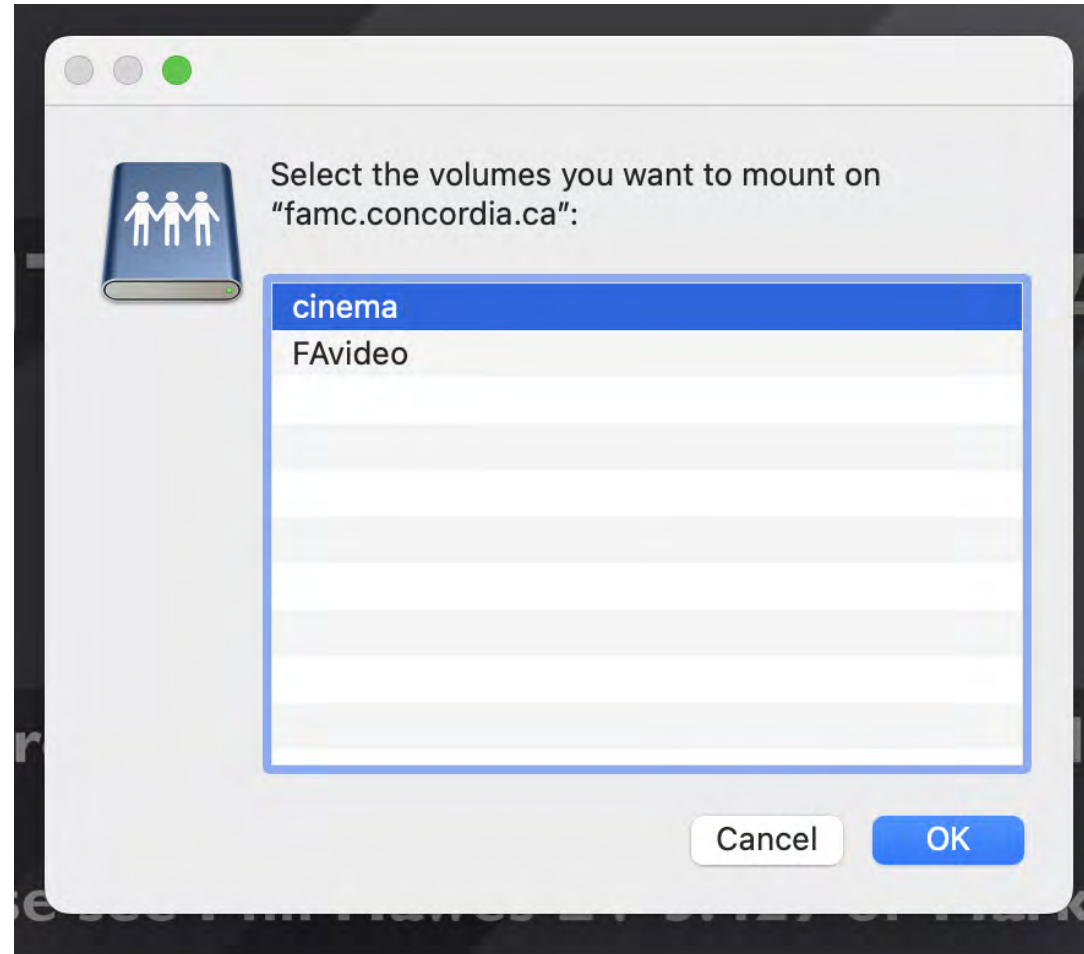 Select the volumes you want to mount on
“famc.concordia.ca”:
cinema
FAvideo
Cancel
OK